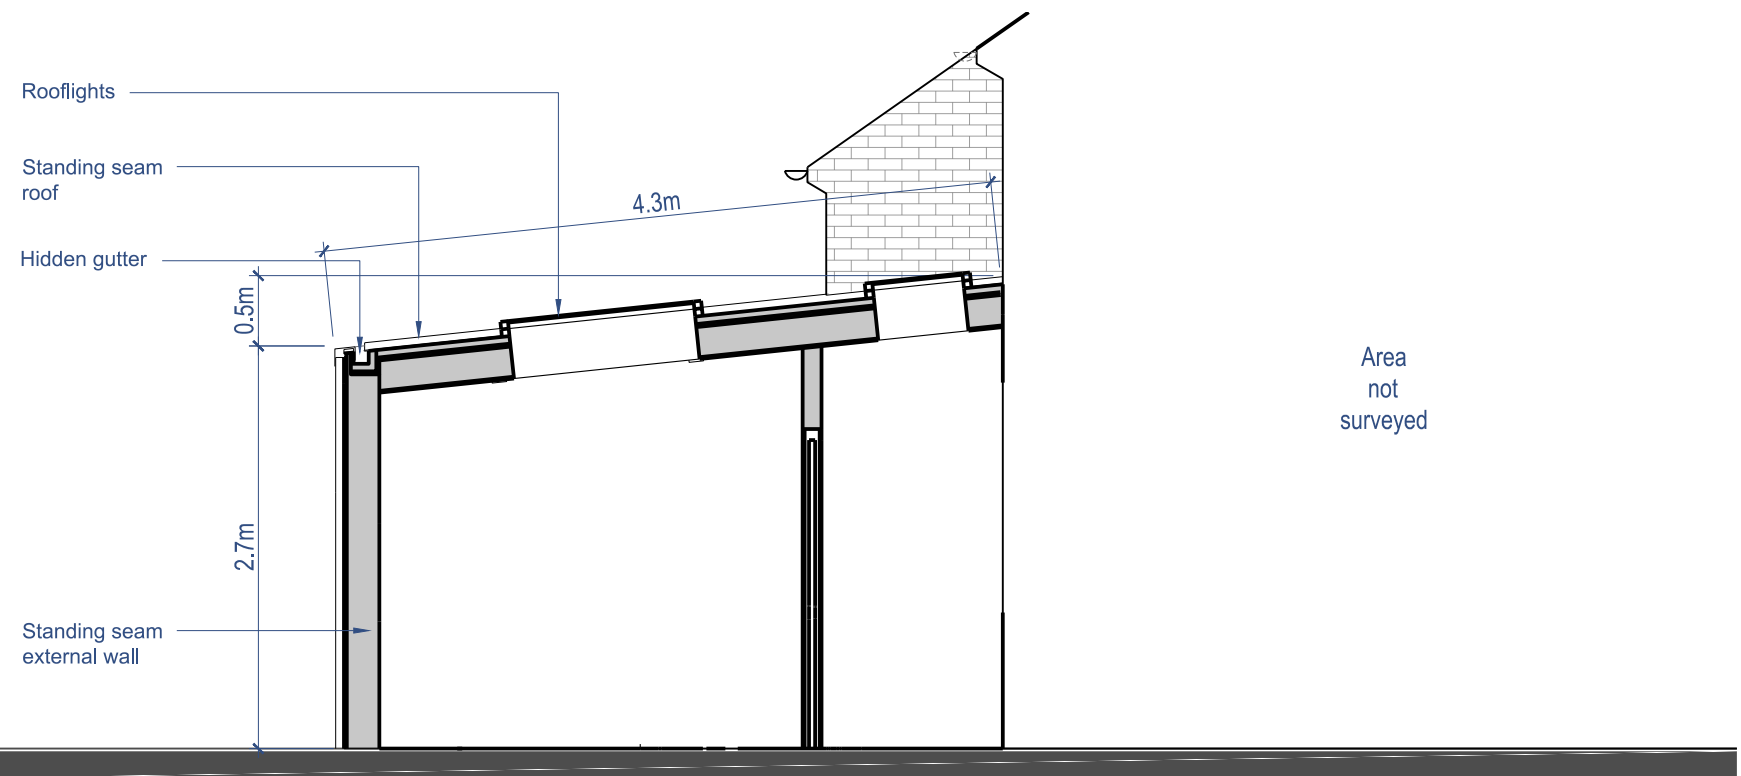 Rooflights
Standing seam
roof
4.3m
Hidden gutter
0.5m
Area
not
surveyed
2.7m
Standing seam
external wall